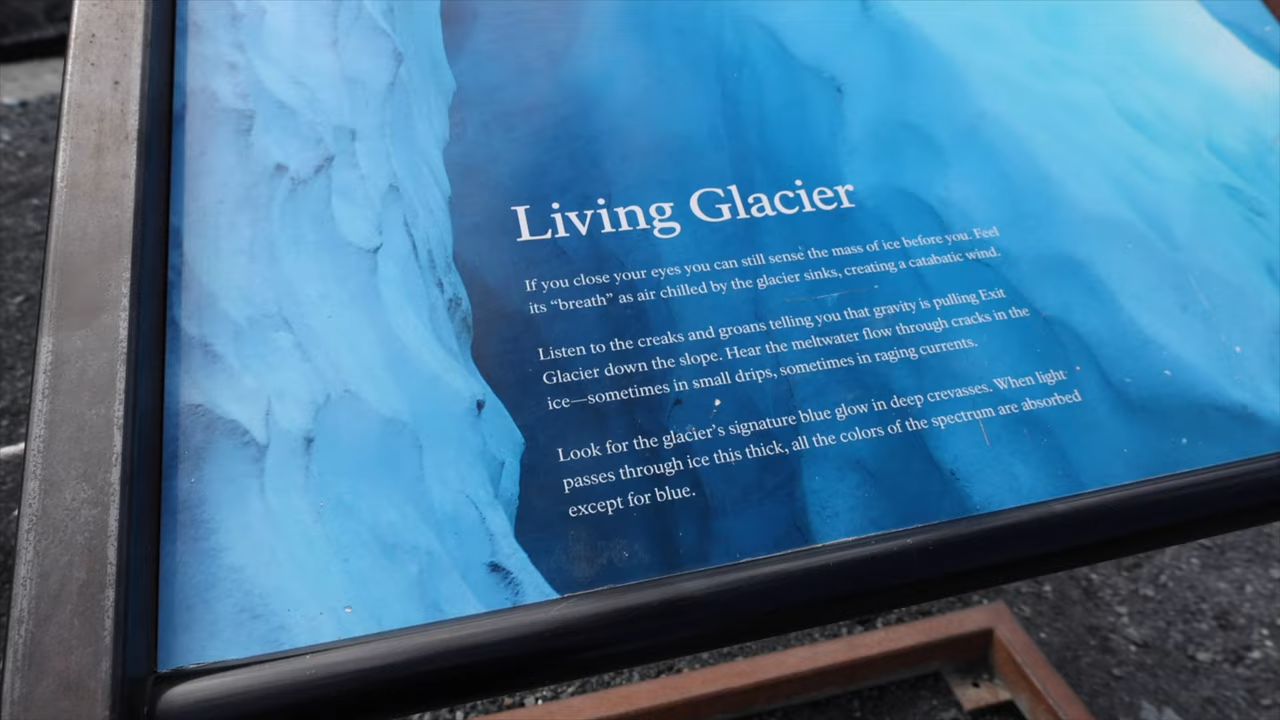 Living Glacier
If you close your eyes you can still sense the mass of ice before you. Feel
its “breath” as air chilled by the glacier sinks, creating a catabatic wind.
Listen to the creaks and groans telling you that gravity is pulling Exit
Glacier down the slope. Hear the meltwater flow through cracks in the
ice—sometimes in small drips, sometimes in raging currents.
Look for the glacier’s signature blue glow in deep crevasses. When light
passes through ice this thick, all the colors of the spectrum are absorbed
except for blue.